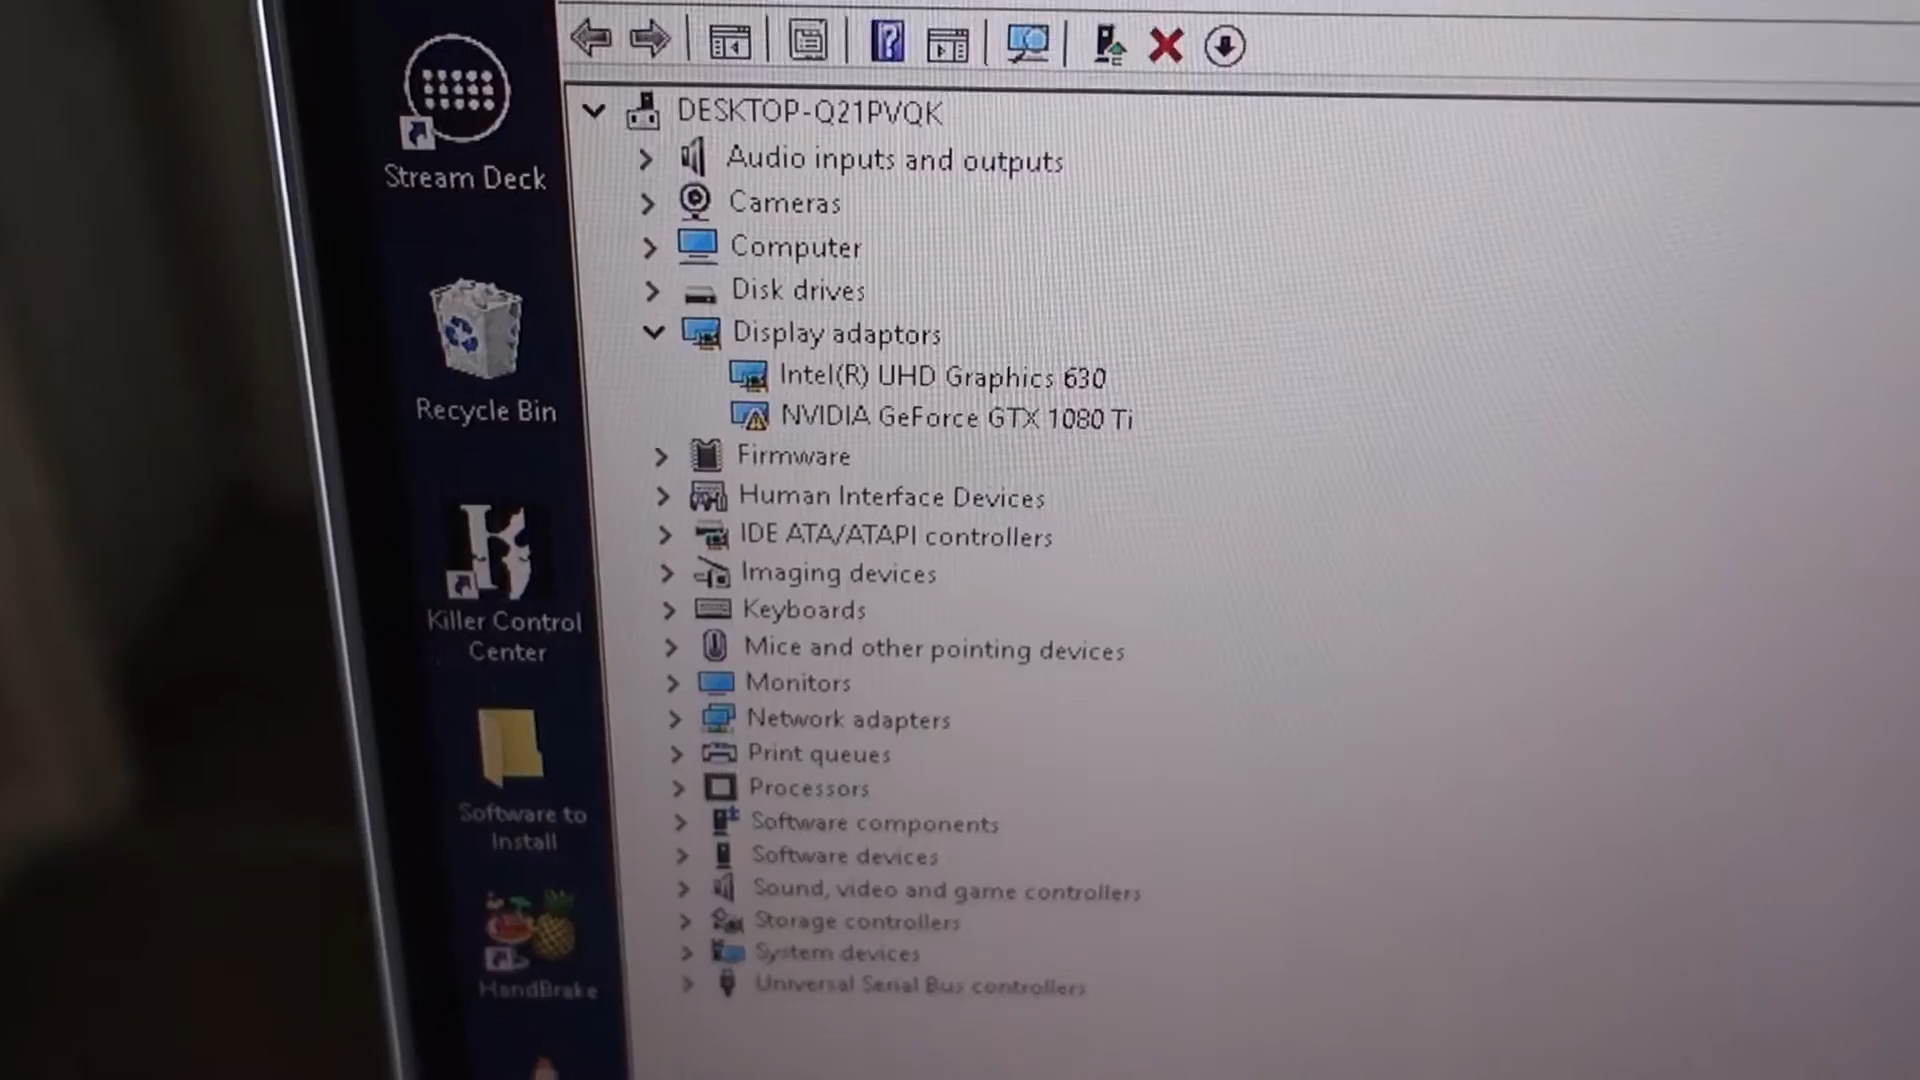 Stream Deck
Recycle Bin
Killer Control
Center
Software to
Install
HandBrake
DESKTOP-Q21PVQK
Audio inputs and outputs
Cameras
Computer
Disk drives
Display adaptors
Intel(R) UHD Graphics 630
NVIDIA GeForce GTX 1080 Ti
Firmware
Human Interface Devices
IDE ATA/ATAPI controllers
Imaging devices
Keyboards
Mice and other pointing devices
Monitors
Network adapters
Print queues
Processors
Software components
Software devices
Sound, video and game controllers
Storage controllers
System devices
Universal Serial Bus controllers